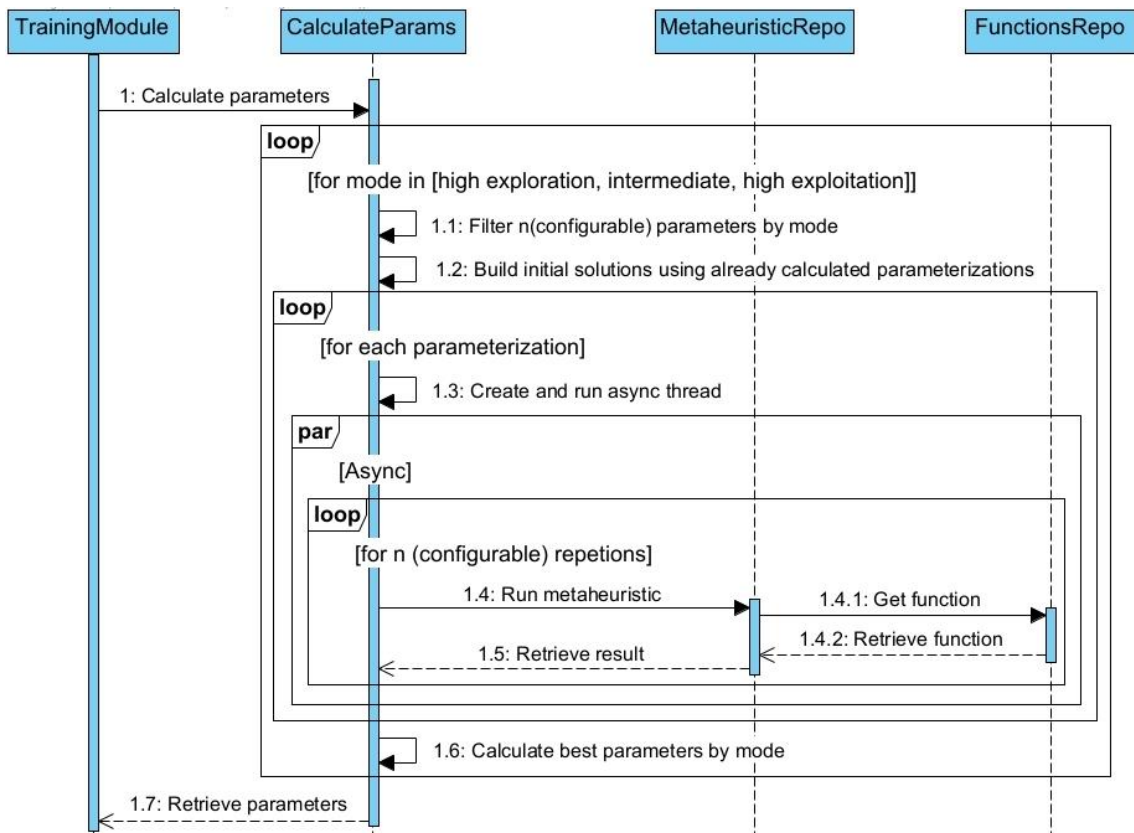 TrainingModule
CalculateParams
MetaheuristicRepo
FunctionsRepo
1: Calculate parameters
loop
[for mode in [high exploration, intermediate, high exploitation]]
1.1: Filter n(configurable) parameters by mode
1.2: Build initial solutions using already calculated parameterizations
loop
[for each parameterization]
1.3: Create and run async thread
par
[Async]
loop
[for n (configurable) repetions]
1.4: Run metaheuristic
1.4.1: Get function
1.4.2: Retrieve function
1.5: Retrieve result
1.6: Calculate best parameters by mode
1.7: Retrieve parameters